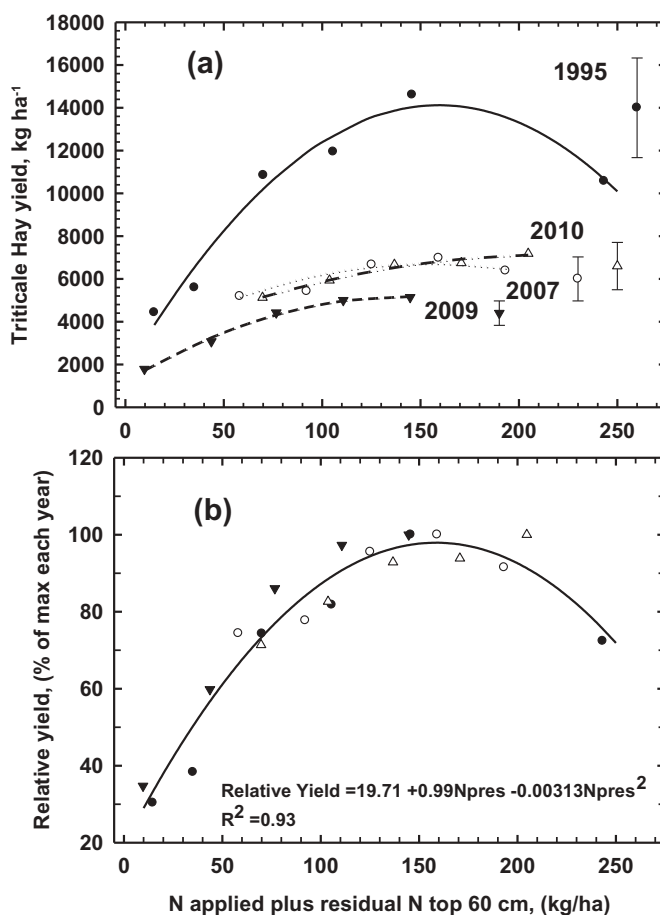 18000
(a)
1995
16000
14000
12000
10000
8000
2010
6000
4000
2009
2007
2000
0
Triticale Hay yield, kg ha⁻¹
0 50 100 150 200 250
120
(b)
100
80
60
40
20
Relative yield, (% of max each year)
Relative Yield =19.71 +0.99Npres -0.00313Npres²
R² =0.93
0 50 100 150 200 250
N applied plus residual N top 60 cm, (kg/ha)